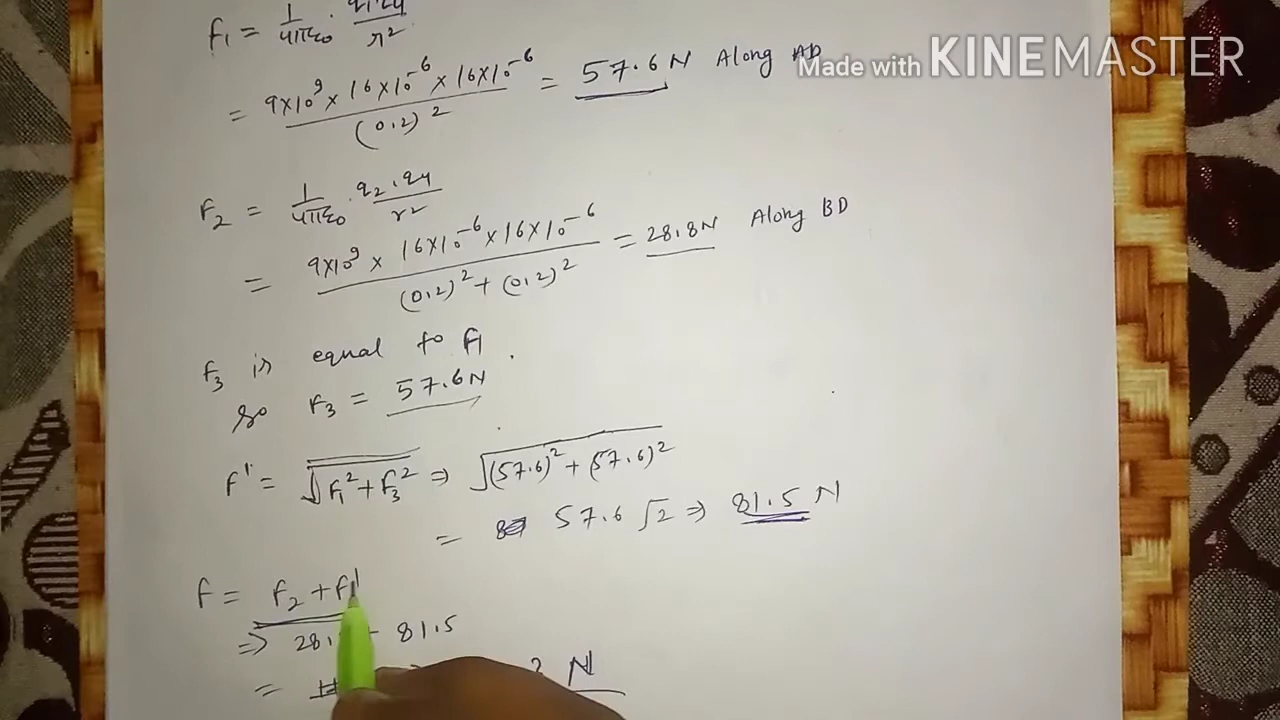 F₁ = 1/4πε₀ · q₁q₄/r²
= 9×10⁹ × 16×10⁻⁶ × 16×10⁻⁶ / (0.2)² = 57.6 N Along AD
Made with KINEMASTER
F₂ = 1/4πε₀ · q₂.q₄/r²
= 9×10⁹ × 16×10⁻⁶ × 16×10⁻⁶ / (0.2)² + (0.2)² = 28.8N Along BD
F₃ is equal to F₁ .
So F₃ = 57.6N
F' = √F₁² + F₃² ⇒ √(57.6)² + (57.6)²
= 57.6 √2 ⇒ 81.5 N
F = F₂ + F'
⇒ 81.5
= N